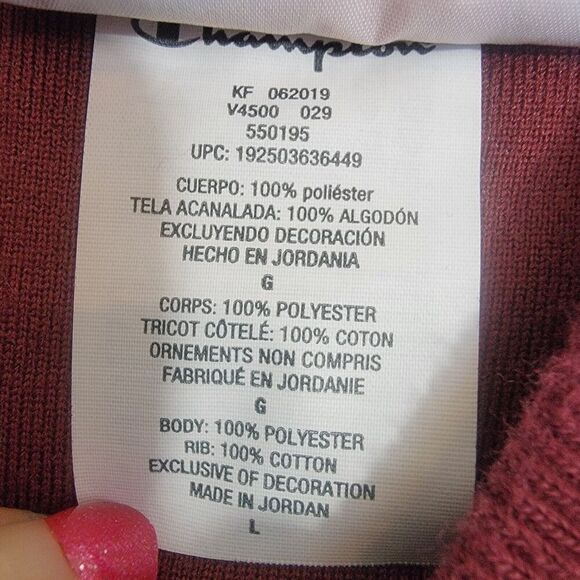 Champion
KF 062019
V4500 029
550195
UPC: 192503636449
CUERPO: 100% poliéster
TELA ACANALADA: 100% ALGODÓN
EXCLUYENDO DECORACIÓN
HECHO EN JORDANIA
G
CORPS: 100% POLYESTER
TRICOT CÔTELÉ: 100% COTON
ORNEMENTS NON COMPRIS
FABRIQUÉ EN JORDANIE
G
BODY: 100% POLYESTER
RIB: 100% COTTON
EXCLUSIVE OF DECORATION
MADE IN JORDAN
L